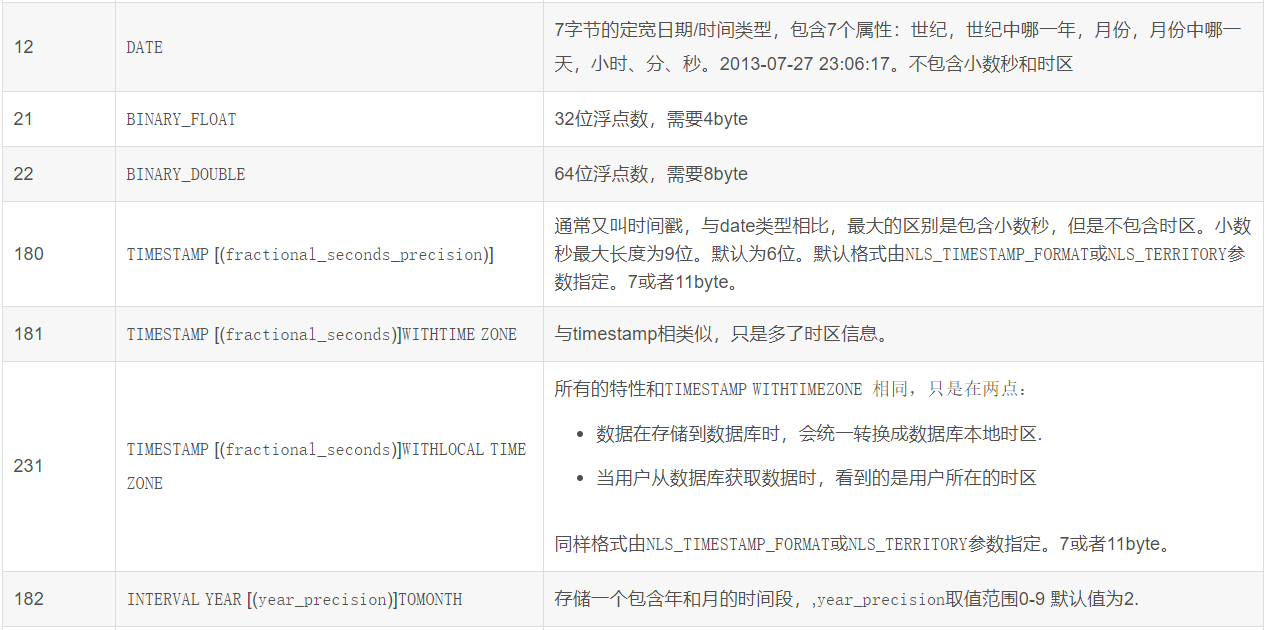 12
DATE
7字节的定宽日期/时间类型，包含7个属性：世纪，世纪中哪一年，月份，月份中哪一
天，小时、分、秒。2013-07-27 23:06:17。不包含小数秒和时区
21
BINARY_FLOAT
32位浮点数，需要4byte
22
BINARY_DOUBLE
64位浮点数，需要8byte
180
TIMESTAMP [(fractional_seconds_precision)]
通常又叫时间戳，与date类型相比，最大的区别是包含小数秒，但是不包含时区。小数
秒最大长度为9位。默认为6位。默认格式由NLS_TIMESTAMP_FORMAT或NLS_TERRITORY参
数指定。7或者11byte。
181
TIMESTAMP [(fractional_seconds)]WITHTIME ZONE
与timestamp相类似，只是多了时区信息。
231
TIMESTAMP [(fractional_seconds)]WITHLOCAL TIME
ZONE
所有的特性和TIMESTAMP WITHTIMEZONE 相同，只是在两点：
• 数据在存储到数据库时，会统一转换成数据库本地时区.
• 当用户从数据库获取数据时，看到的是用户所在的时区
同样格式由NLS_TIMESTAMP_FORMAT或NLS_TERRITORY参数指定。7或者11byte。
182
INTERVAL YEAR [(year_precision)]TOMONTH
存储一个包含年和月的时间段，,year_precision取值范围0-9 默认值为2.